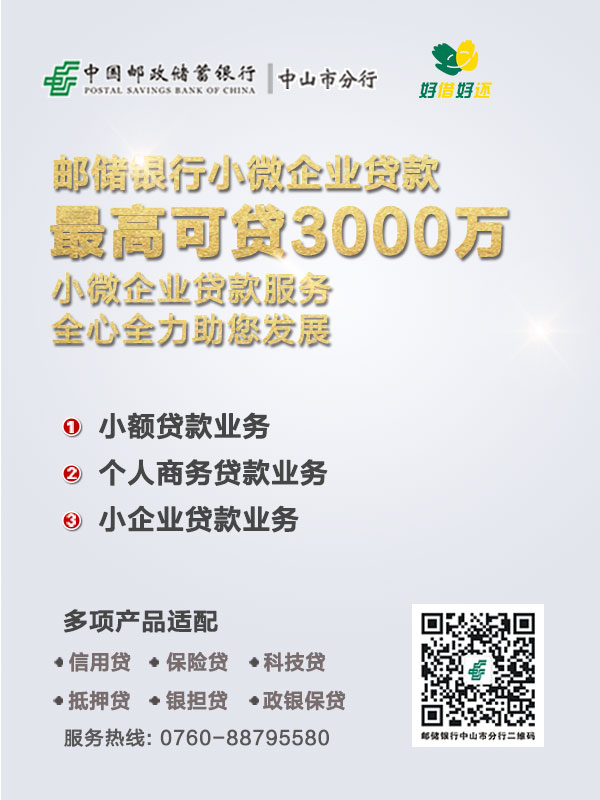 中国邮政储蓄银行
POSTAL SAVINGS BANK OF CHINA
中山市分行
好借好还
邮储银行小微企业贷款
最高可贷3000万
小微企业贷款服务
全心全力助您发展
1 小额贷款业务
2 个人商务贷款业务
3 小企业贷款业务
多项产品适配
信用贷 保险贷 科技贷
抵押贷 银担贷 政银保贷
服务热线: 0760-88795580
邮储银行中山市分行二维码